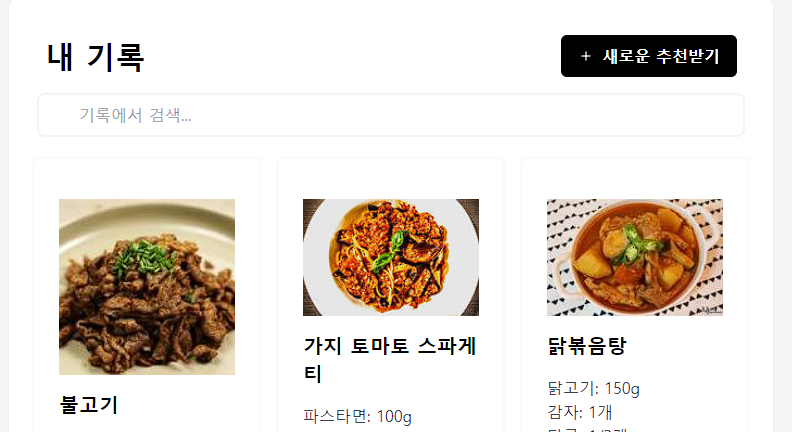 내 기록
+ 새로운 추천받기
기록에서 검색...
불고기
가지 토마토 스파게
티
파스타면: 100g
닭볶음탕
닭고기: 150g
감자: 1개